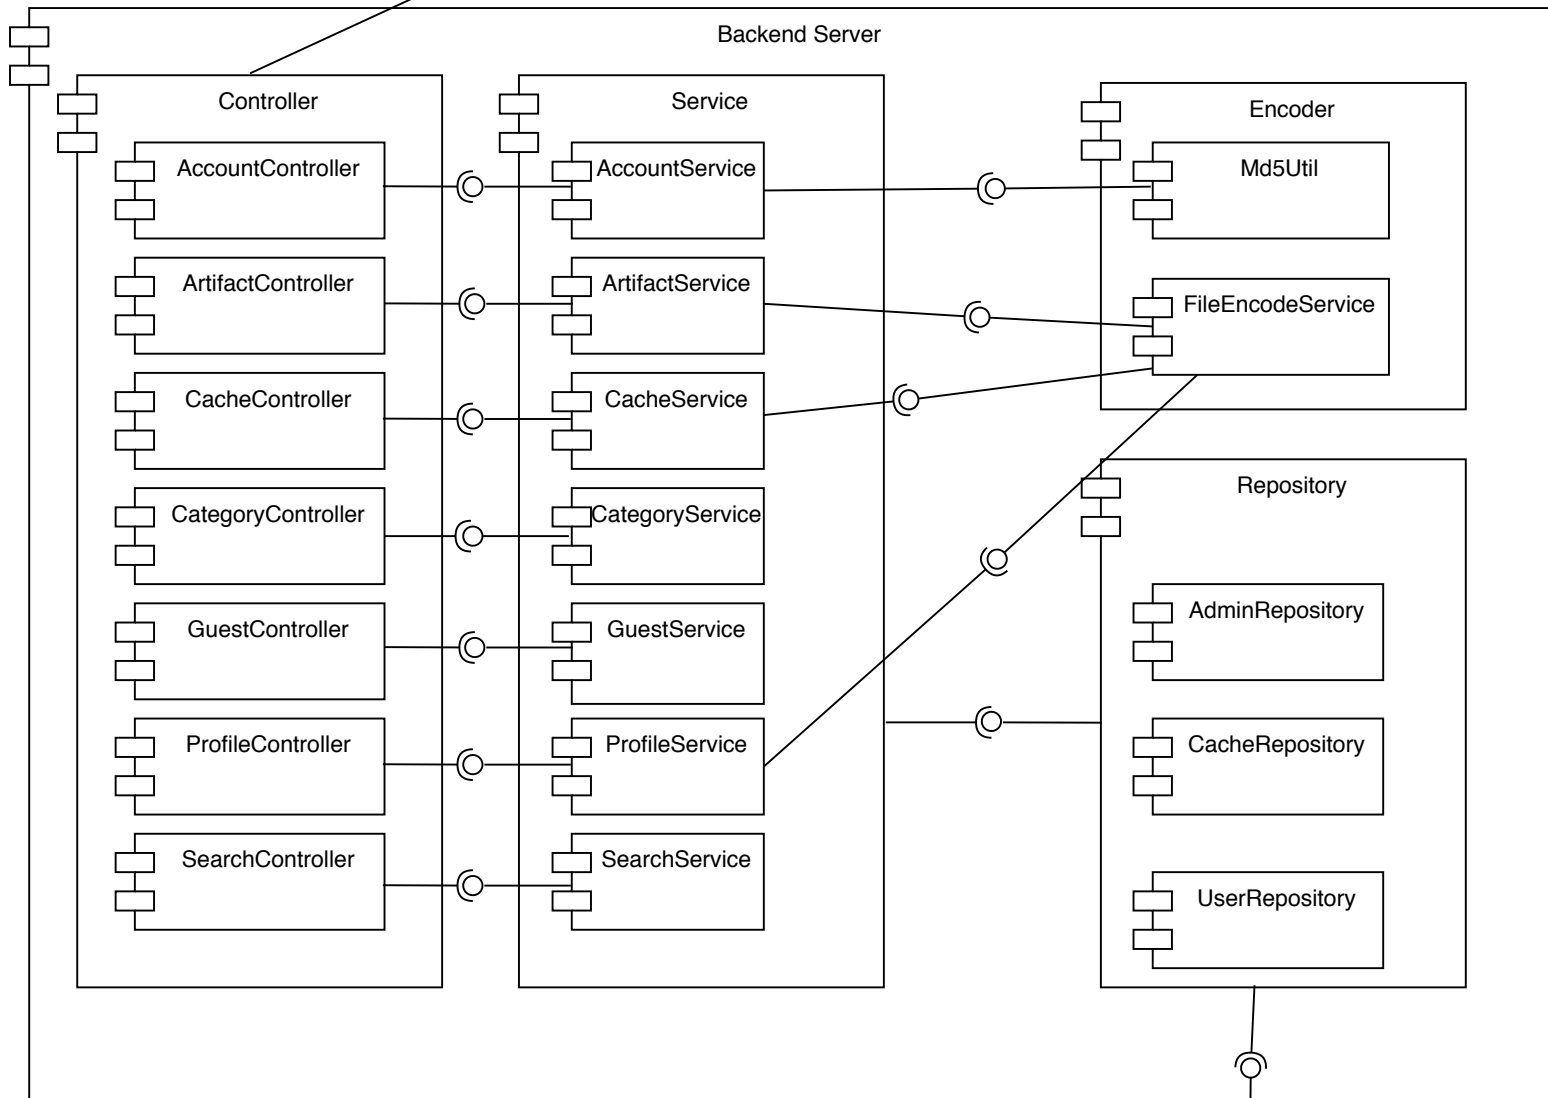 Backend Server
Controller
AccountController
ArtifactController
CacheController
CategoryController
GuestController
ProfileController
SearchController
Service
AccountService
ArtifactService
CacheService
CategoryService
GuestService
ProfileService
SearchService
Encoder
Md5Util
FileEncodeService
Repository
AdminRepository
CacheRepository
UserRepository